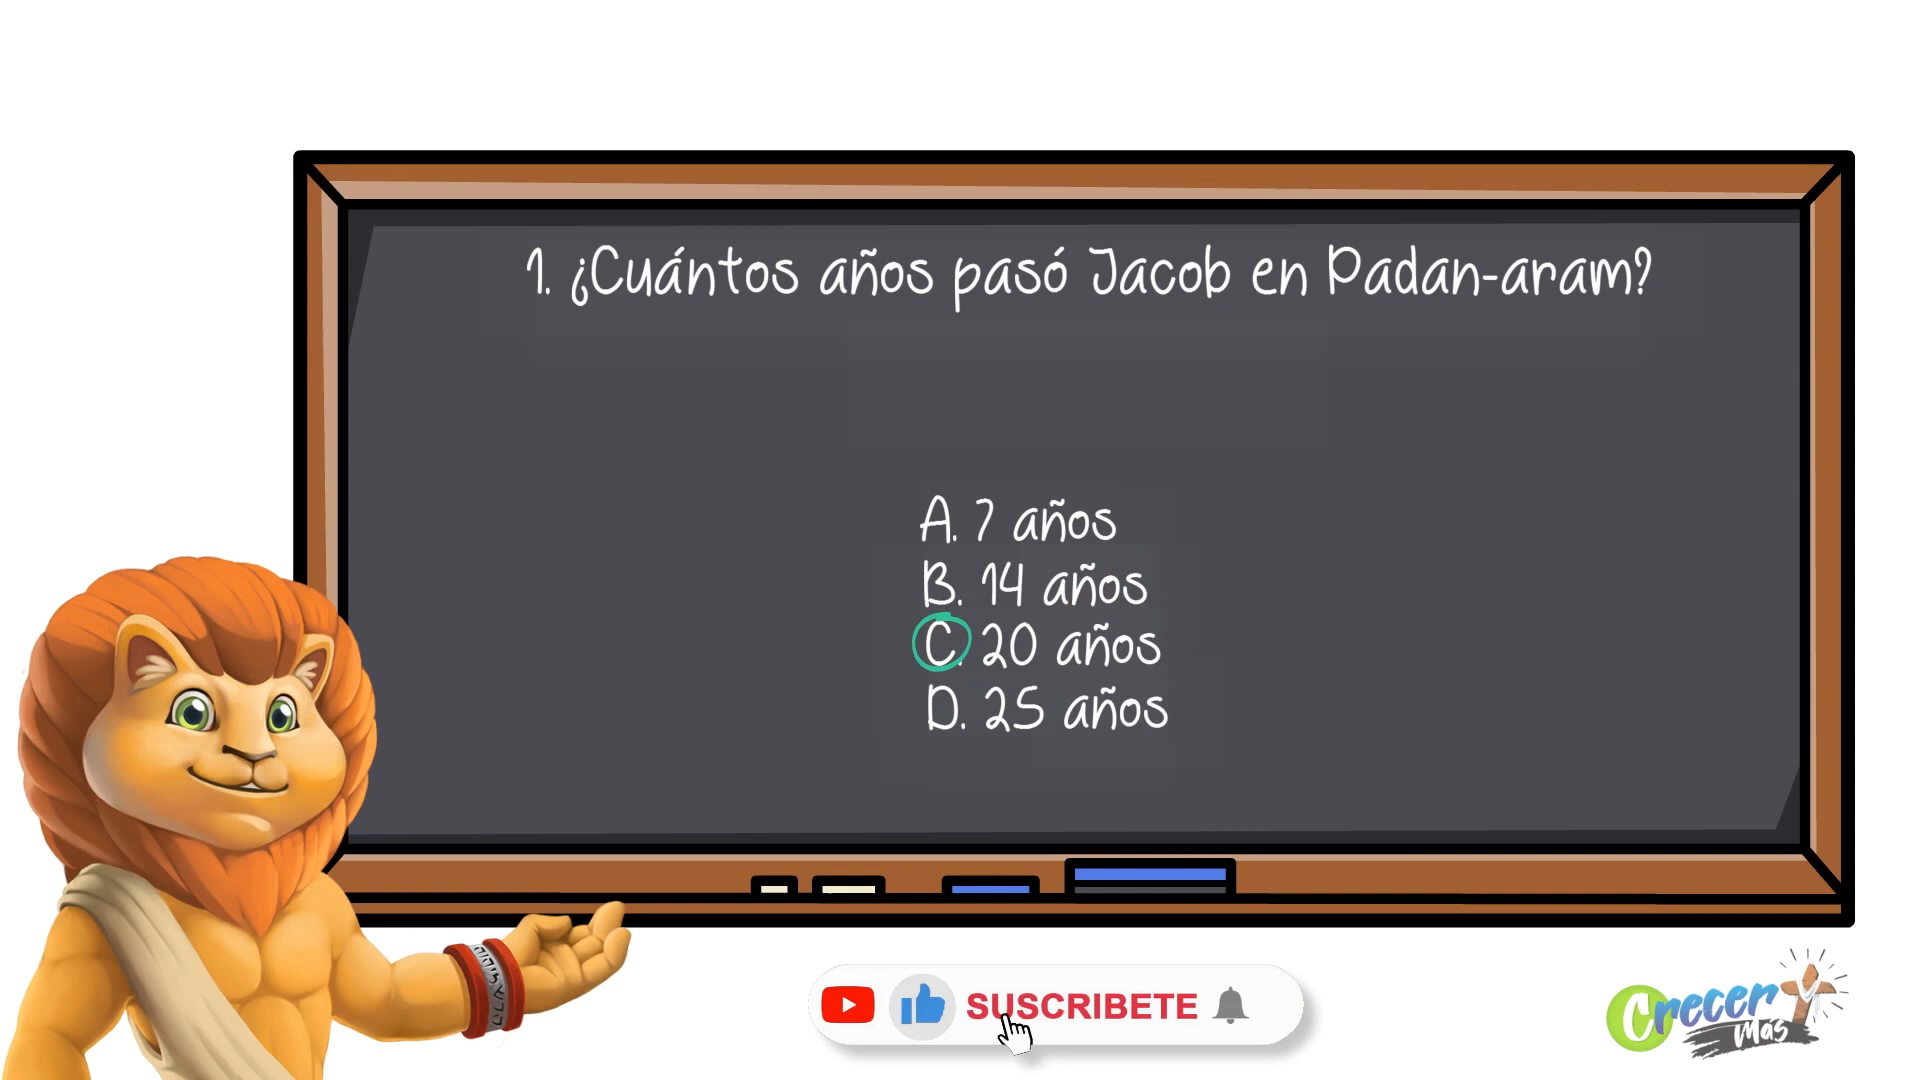 1. ¿Cuántos años pasó Jacob en Padan-aram?
A. 7 años
B. 14 años
C. 20 años
D. 25 años
SUSCRIBETE
Crecer y
Más